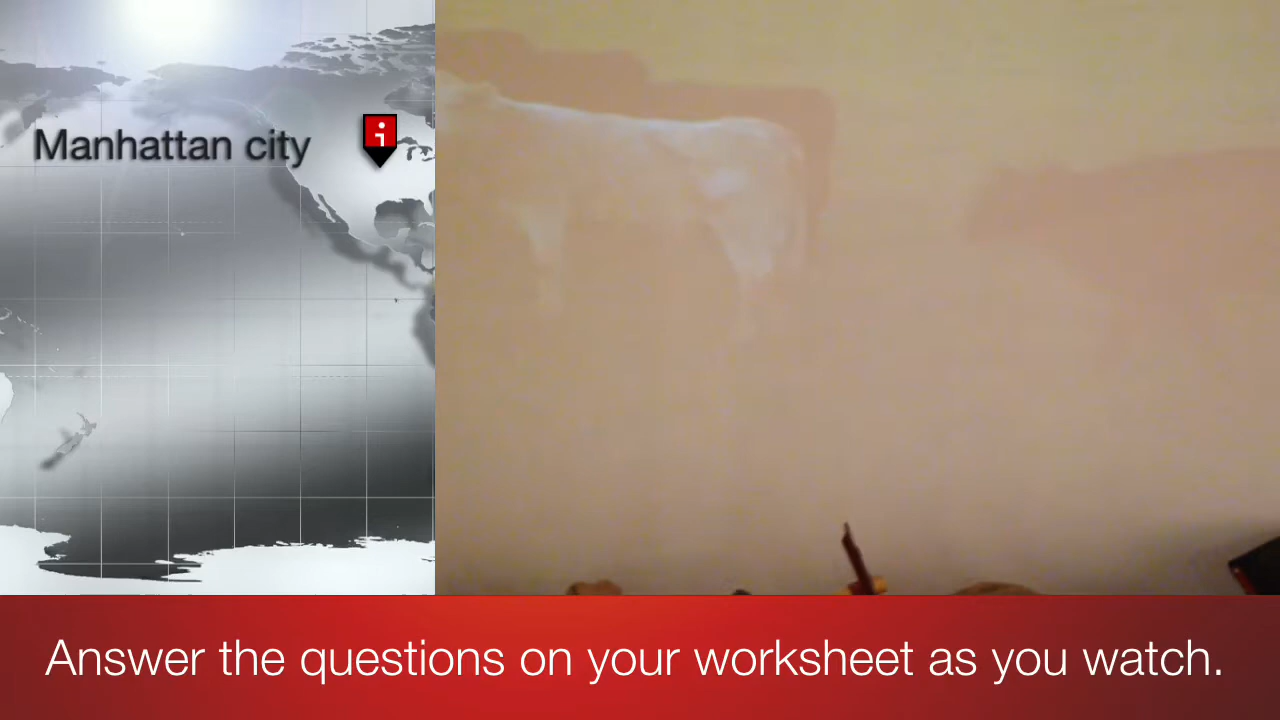 Manhattan city
i
Answer the questions on your worksheet as you watch.